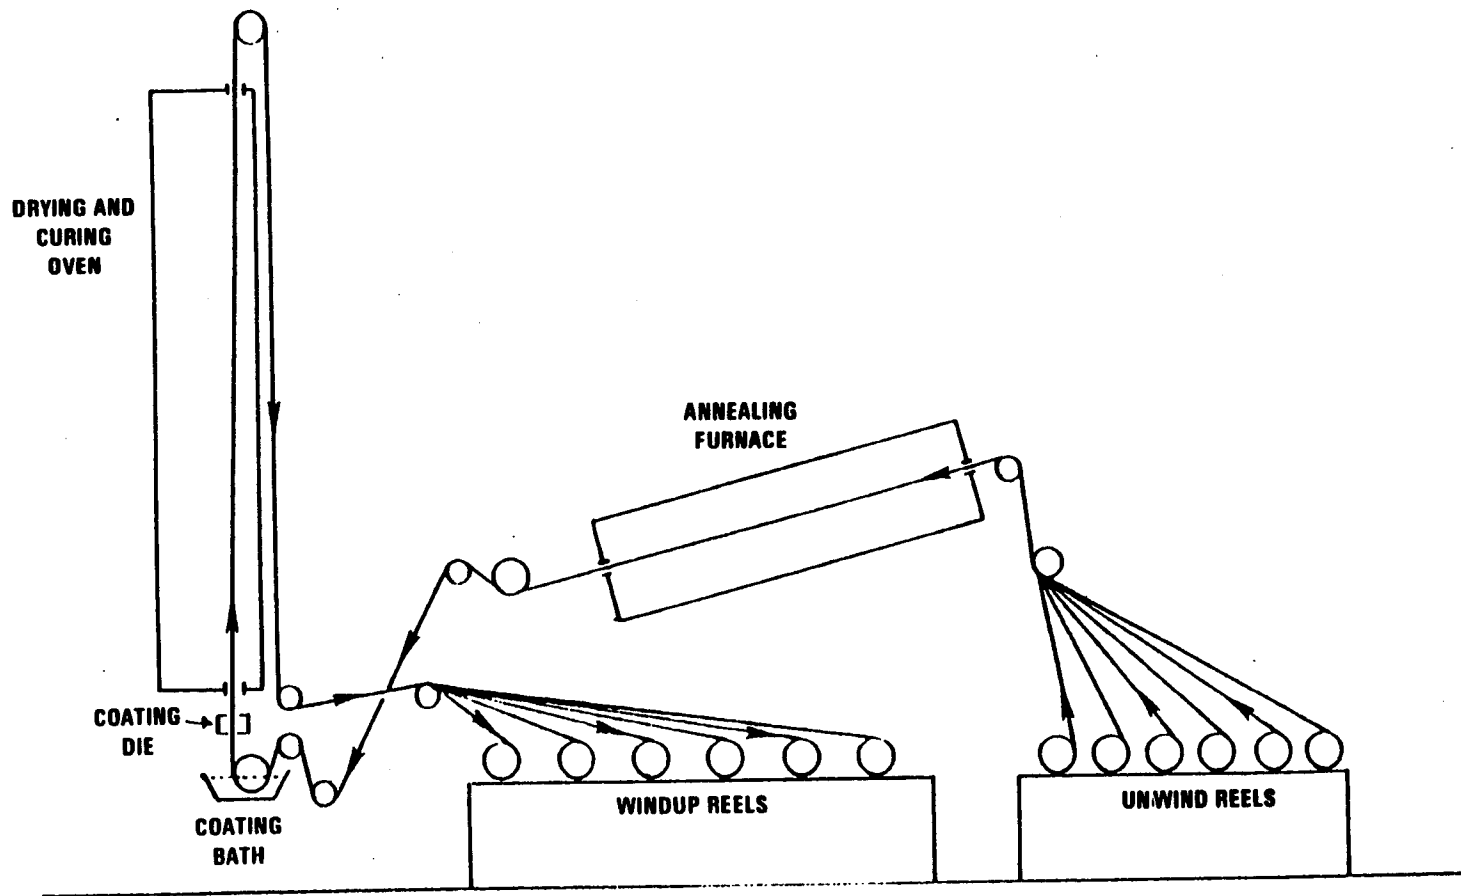 DRYING AND
CURING
OVEN
ANNEALING
FURNACE
COATING
DIE
COATING
BATH
WINDUP REELS
UNWIND REELS